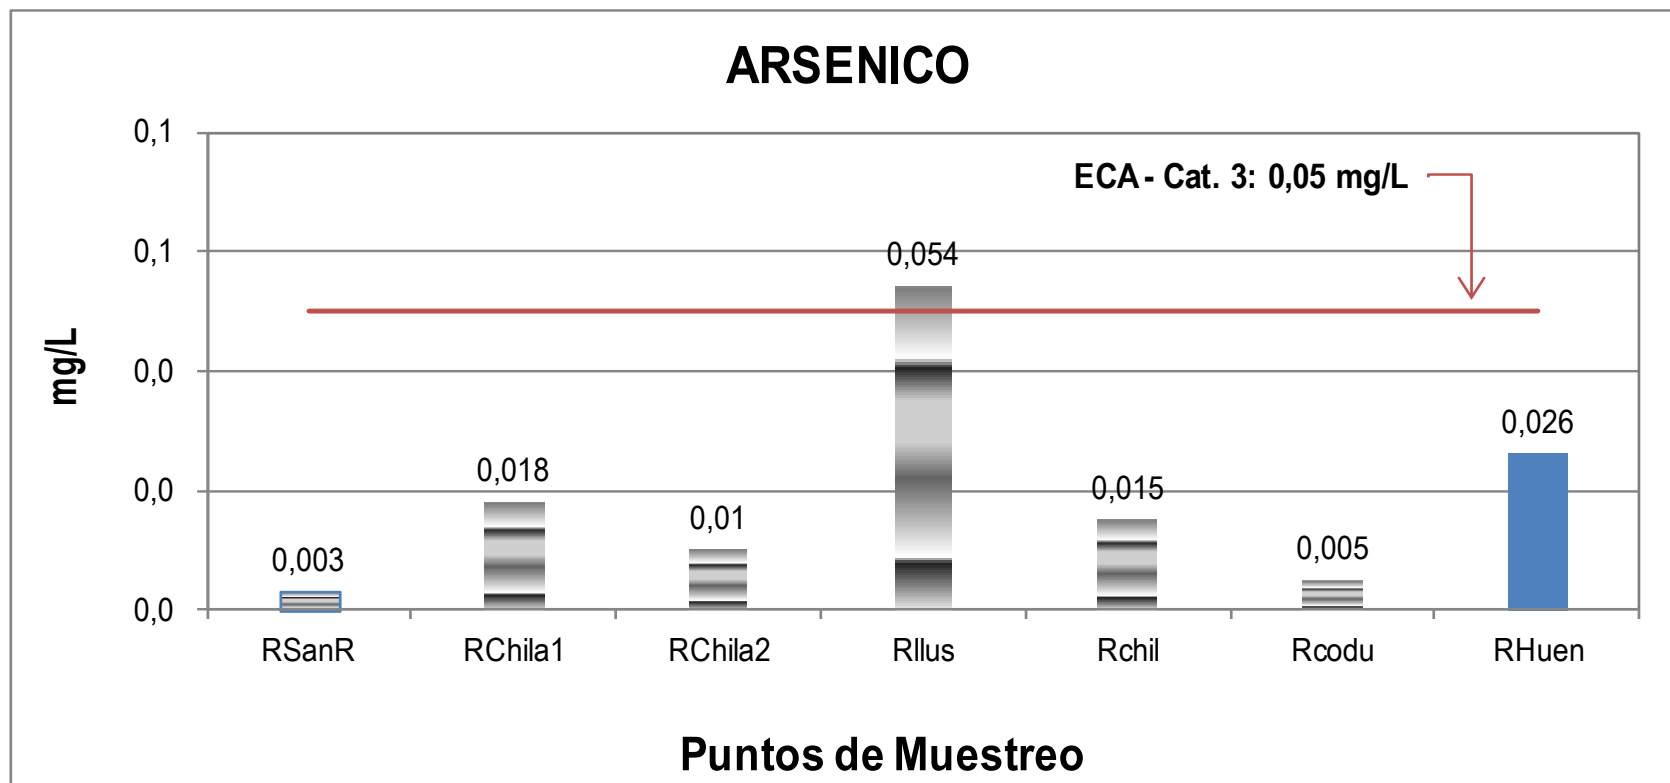 ARSENICO
0,1
ECA - Cat. 3: 0,05 mg/L
0,1
0,054
mg/L
0,0
0,026
0,018
0,0
0,015
0,01
0,005
0,003
0,0
RSanR RChila1 RChila2 Rllus Rchil Rcodu RHuen
Puntos de Muestreo